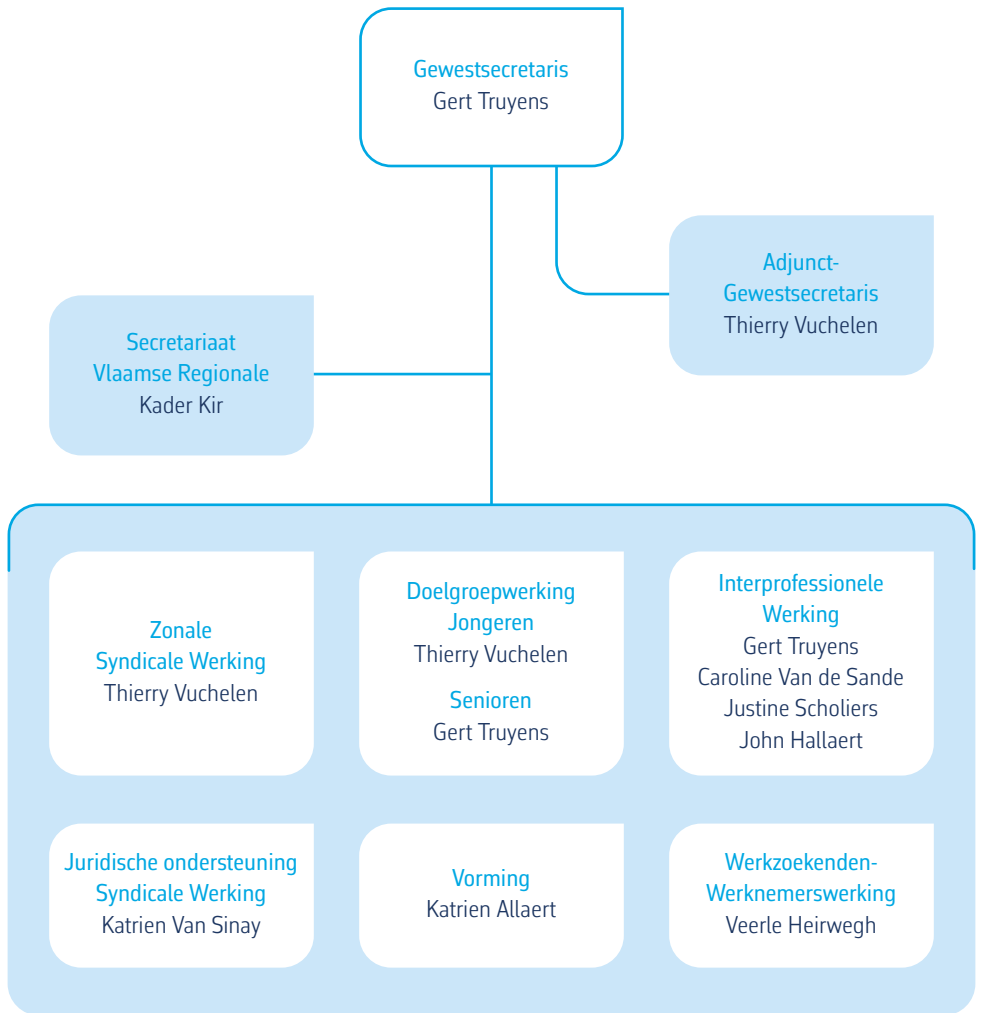 Gewestsecretaris
Gert Truyens
Adjunct-
Gewestsecretaris
Thierry Vuchelen
Secretariaat
Vlaamse Regionale
Kader Kir
Zonale
Syndicale Werking
Thierry Vuchelen
Doelgroepwerking
Jongeren
Thierry Vuchelen
Senioren
Gert Truyens
Interprofessionele
Werking
Gert Truyens
Caroline Van de Sande
Justine Scholiers
John Hallaert
Juridische ondersteuning
Syndicale Werking
Katrien Van Sinay
Vorming
Katrien Allaert
Werkzoekenden-
Werknemerswerking
Veerle Heirwegh